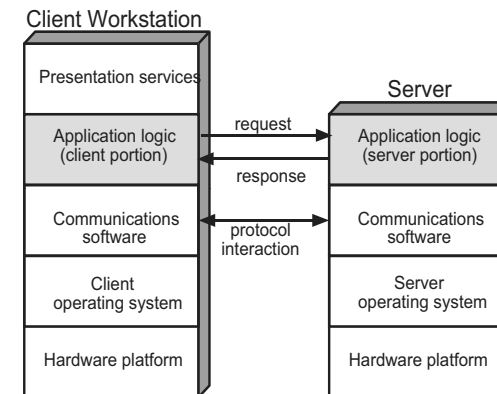 Client Workstation
Presentation services
Application logic
(client portion)
Communications
software
Client
operating system
Hardware platform
request
response
protocol
interaction
Server
Application logic
(server portion)
Communications
software
Server
operating system
Hardware platform